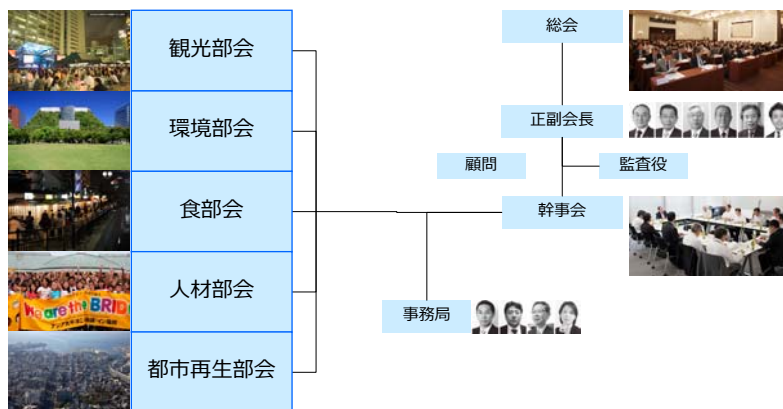 観光部会
環境部会
食部会
人材部会
都市再生部会
総会
正副会長
顧問
監査役
幹事会
事務局
We are the BRID